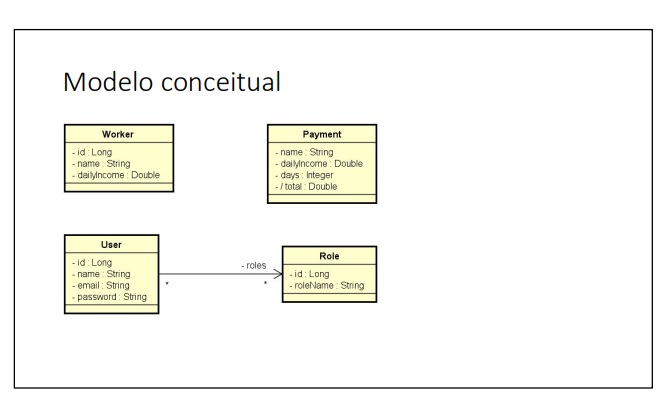 Modelo conceitual
Worker
- id : Long
- name : String
- dailyIncome : Double
Payment
- name : String
- dailyIncome : Double
- days : Integer
- / total : Double
User
- id : Long
- name : String
- email : String
- password : String
- roles
*
*
Role
- id : Long
- roleName : String